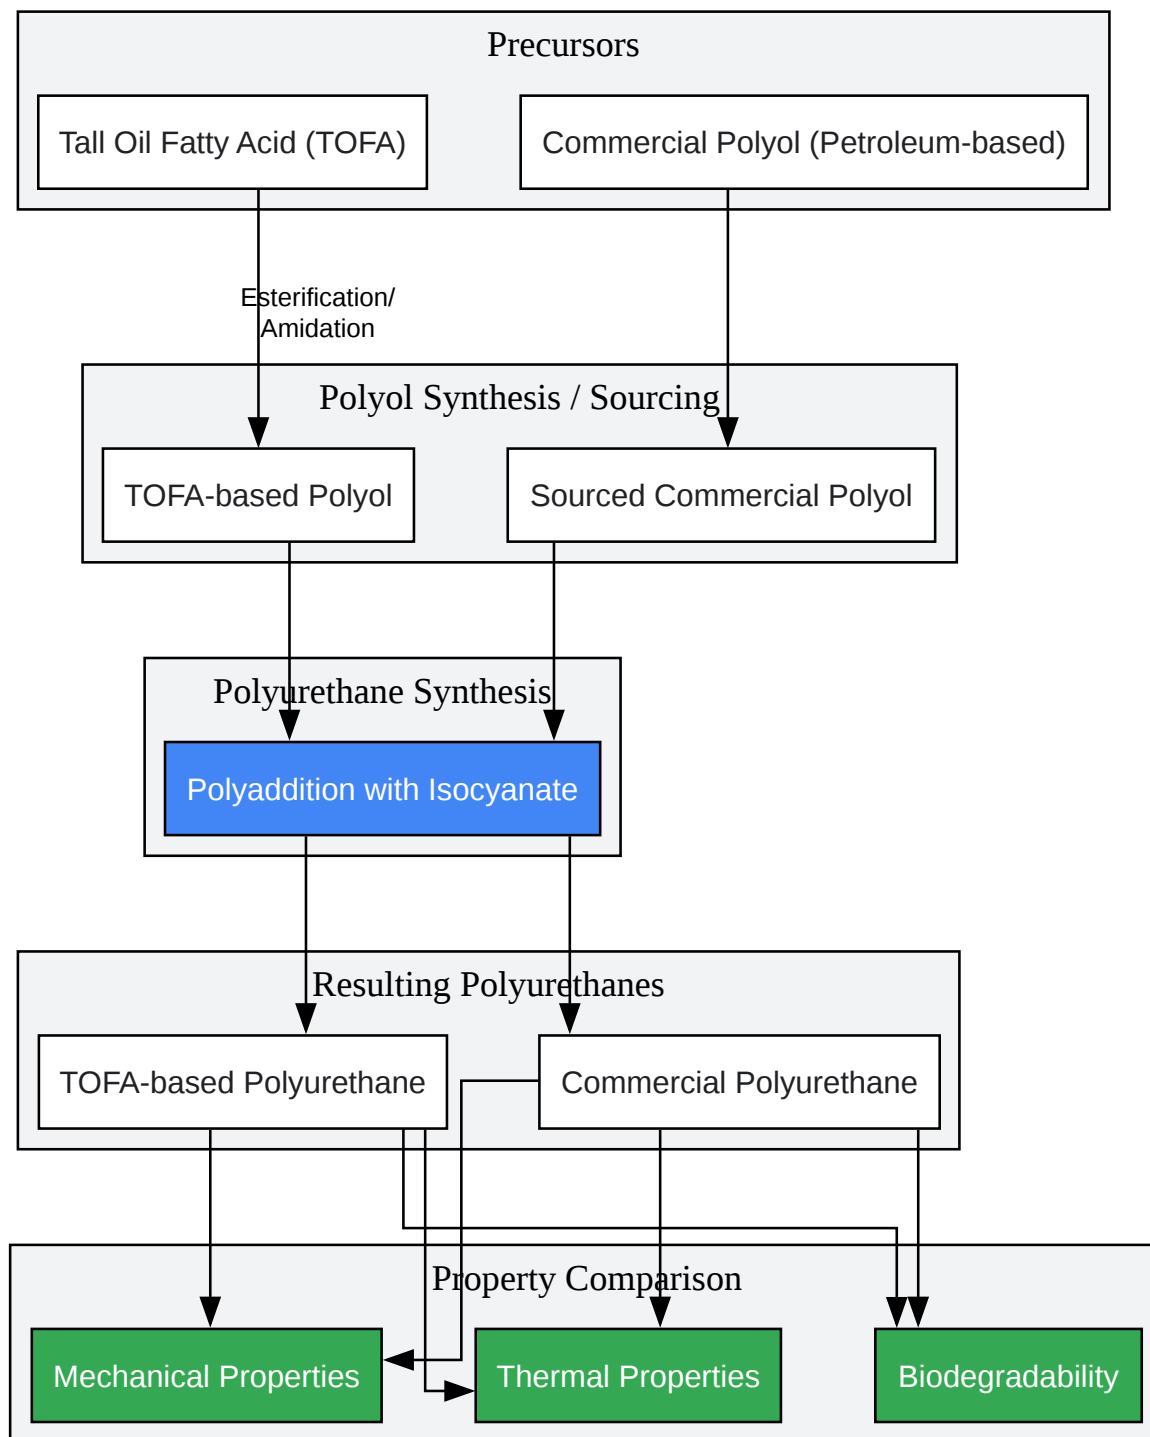 Precursors
Tall Oil Fatty Acid (TOFA)
Commercial Polyol (Petroleum-based)
Esterification/
Amidation
Polyol Synthesis / Sourcing
TOFA-based Polyol
Sourced Commercial Polyol
Polyurethane Synthesis
Polyaddition with Isocyanate
Resulting Polyurethanes
TOFA-based Polyurethane
Commercial Polyurethane
Property Comparison
Mechanical Properties
Thermal Properties
Biodegradability